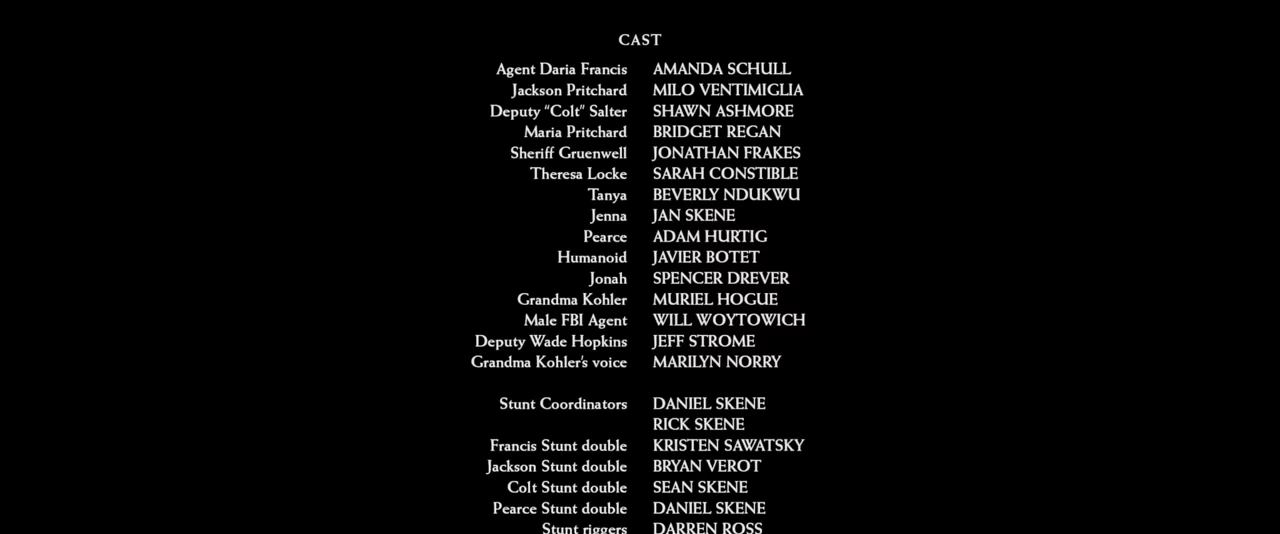 CAST
Agent Daria Francis AMANDA SCHULL
Jackson Pritchard MILO VENTIMIGLIA
Deputy "Colt" Salter SHAWN ASHMORE
Maria Pritchard BRIDGET REGAN
Sheriff Gruenwell JONATHAN FRAKES
Theresa Locke SARAH CONSTIBLE
Tanya BEVERLY NDUKWU
Jenna JAN SKENE
Pearce ADAM HURTIG
Humanoid JAVIER BOTET
Jonah SPENCER DREVER
Grandma Kohler MURIEL HOGUE
Male FBI Agent WILL WOYTOWICH
Deputy Wade Hopkins JEFF STROME
Grandma Kohler's voice MARILYN NORRY
Stunt Coordinators DANIEL SKENE
RICK SKENE
Francis Stunt double KRISTEN SAWATSKY
Jackson Stunt double BRYAN VEROT
Colt Stunt double SEAN SKENE
Pearce Stunt double DANIEL SKENE
Stunt riggers DARREN ROSS